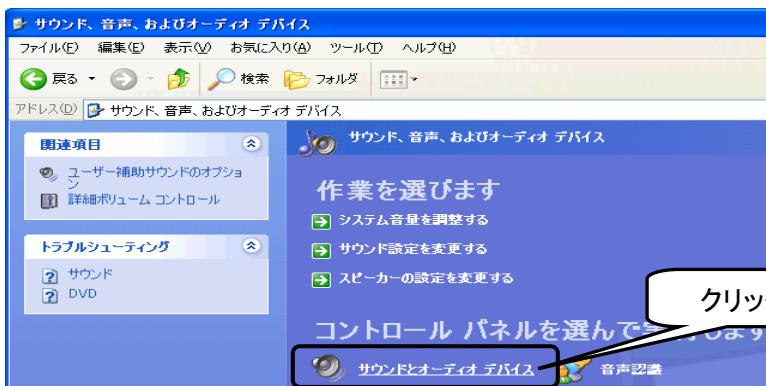 サウンド、音声、およびオーディオ デバイス
ファイル(F) 編集(E) 表示(V) お気に入り(A) ツール(T) ヘルプ(H)
戻る 検索 フォルダ
アドレス(D) サウンド、音声、およびオーディオ デバイス
関連項目
ユーザー補助サウンドのオプショ
ン
詳細ボリューム コントロール
トラブルシューティング
サウンド
DVD
サウンド、音声、およびオーディオ デバイス
作業を選びます
システム音量を調整する
サウンド設定を変更する
スピーカーの設定を変更する
クリッ
コントロール パネルを選んで
サウンドとオーディオ デバイス
音声認識